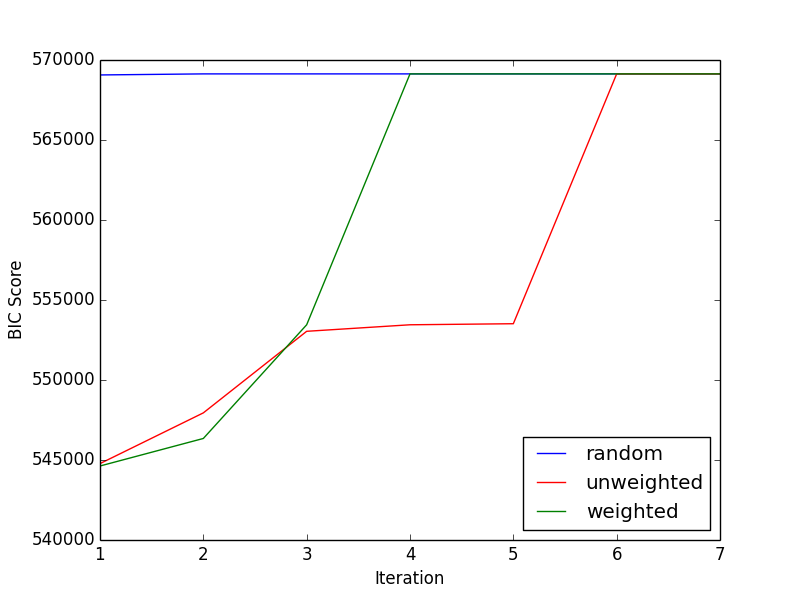 570000
565000
560000
555000
550000
545000
540000
BIC Score
random
unweighted
weighted
1 2 3 4 5 6 7
Iteration